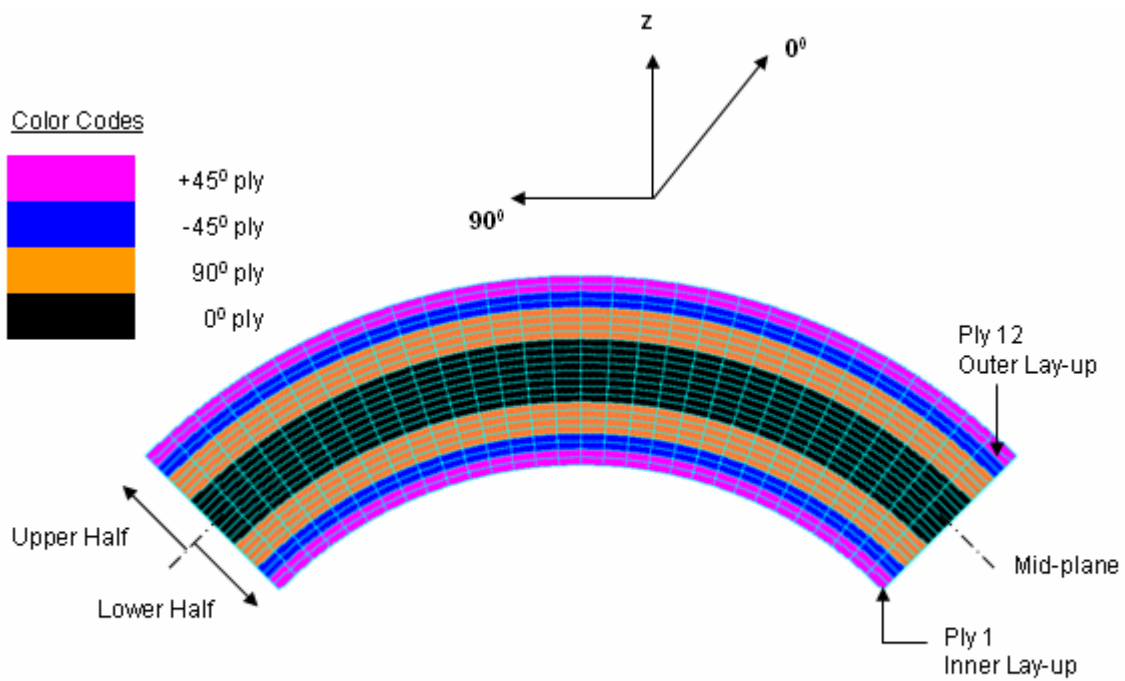 z
0⁰
90⁰
Color Codes
+45⁰ ply
-45⁰ ply
90⁰ ply
0⁰ ply
Ply 12
Outer Lay-up
Upper Half
Lower Half
Mid-plane
Ply 1
Inner Lay-up